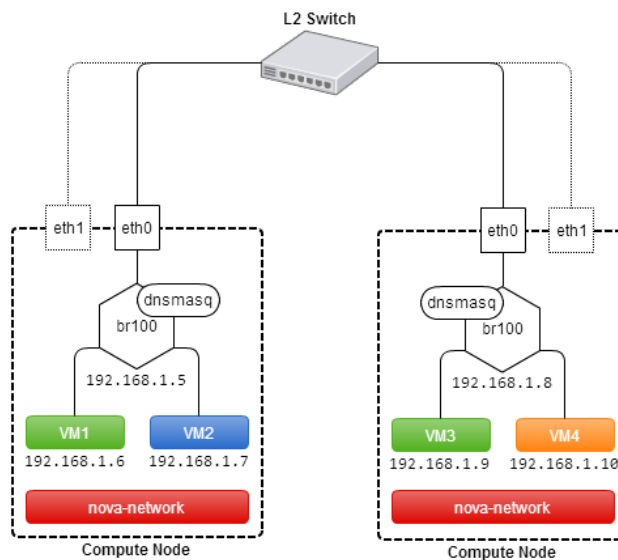 L2 Switch
eth1
eth0
eth0
eth1
dnsmasq
br100
192.168.1.5
dnsmasq
br100
192.168.1.8
VM1
VM2
192.168.1.6
192.168.1.7
VM3
VM4
192.168.1.9
192.168.1.10
nova-network
nova-network
Compute Node
Compute Node